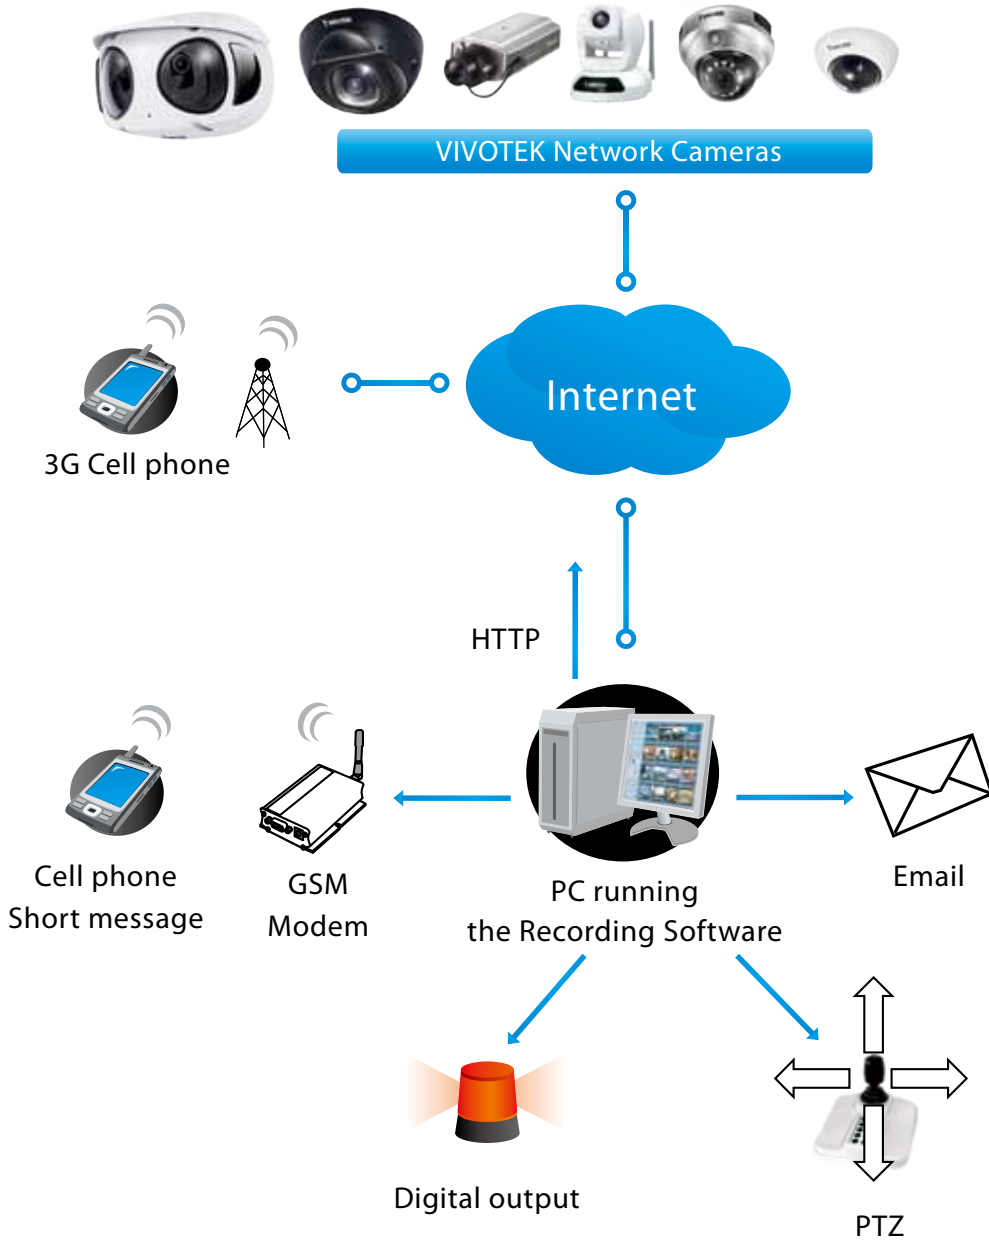 VIVOTEK Network Cameras
Internet
3G Cell phone
HTTP
Cell phone
Short message
GSM
Modem
PC running
the Recording Software
Email
Digital output
PTZ